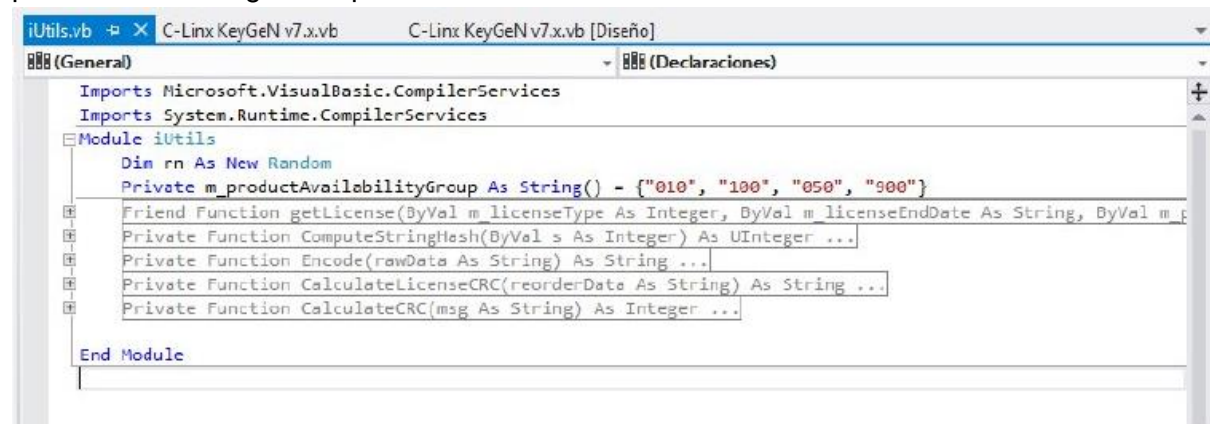 iUtils.vb C-Linx KeyGeN v7.x.vb C-Linx KeyGeN v7.x.vb [Diseño]
(General) (Declaraciones)
Imports Microsoft.VisualBasic.CompilerServices
Imports System.Runtime.CompilerServices
Module iUtils
Dim rn As New Random
Private m_productAvailabilityGroup As String() = {"010", "100", "050", "900"}
Friend Function getLicense(ByVal m_licenseType As Integer, ByVal m_licenseEndDate As String, ByVal m_p
Private Function ComputeStringHash(ByVal s As Integer) As UInteger ...
Private Function Encode(rawData As String) As String ...
Private Function CalculateLicenseCRC(reorderData As String) As String ...
Private Function CalculateCRC(msg As String) As Integer ...
End Module